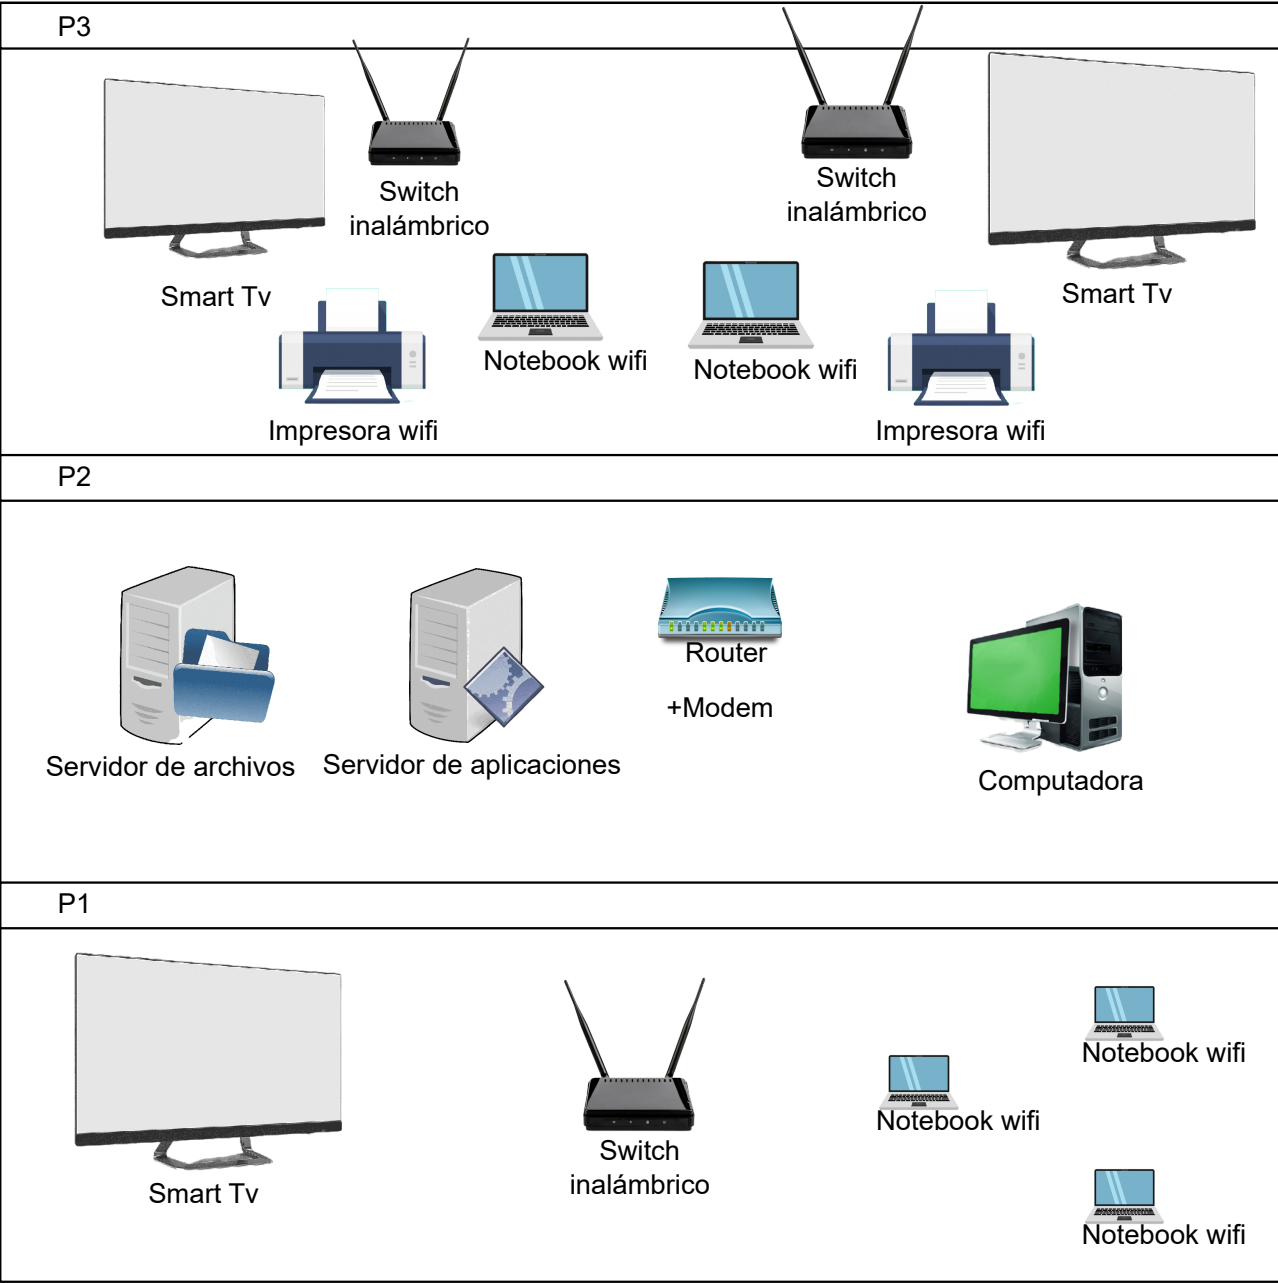 P3
Switch
inalámbrico
Switch
inalámbrico
Smart Tv
Smart Tv
Notebook wifi
Notebook wifi
Impresora wifi
Impresora wifi
P2
Router
+Modem
Servidor de archivos
Servidor de aplicaciones
Computadora
P1
Notebook wifi
Notebook wifi
Switch
inalámbrico
Smart Tv
Notebook wifi